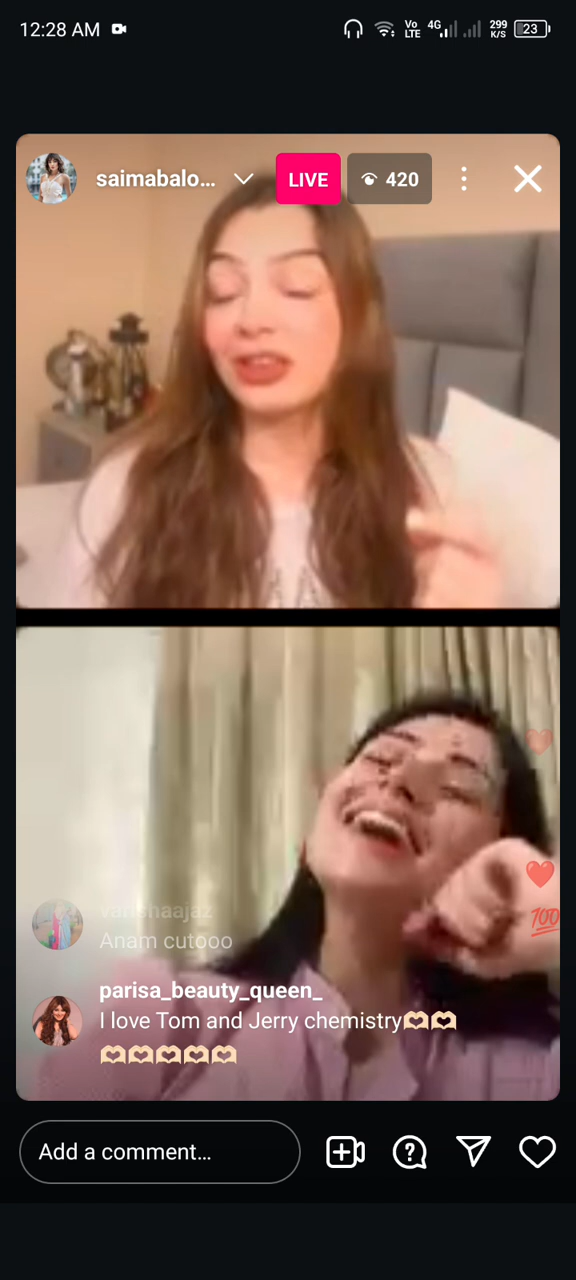 12:28 AM
Vo LTE
4G
299 K/S
23
saimabalo...
LIVE
420
Anam cutooo
parisa_beauty_queen_
I love Tom and Jerry chemistry🫶🫶
🫶🫶🫶🫶🫶
💯
Add a comment...